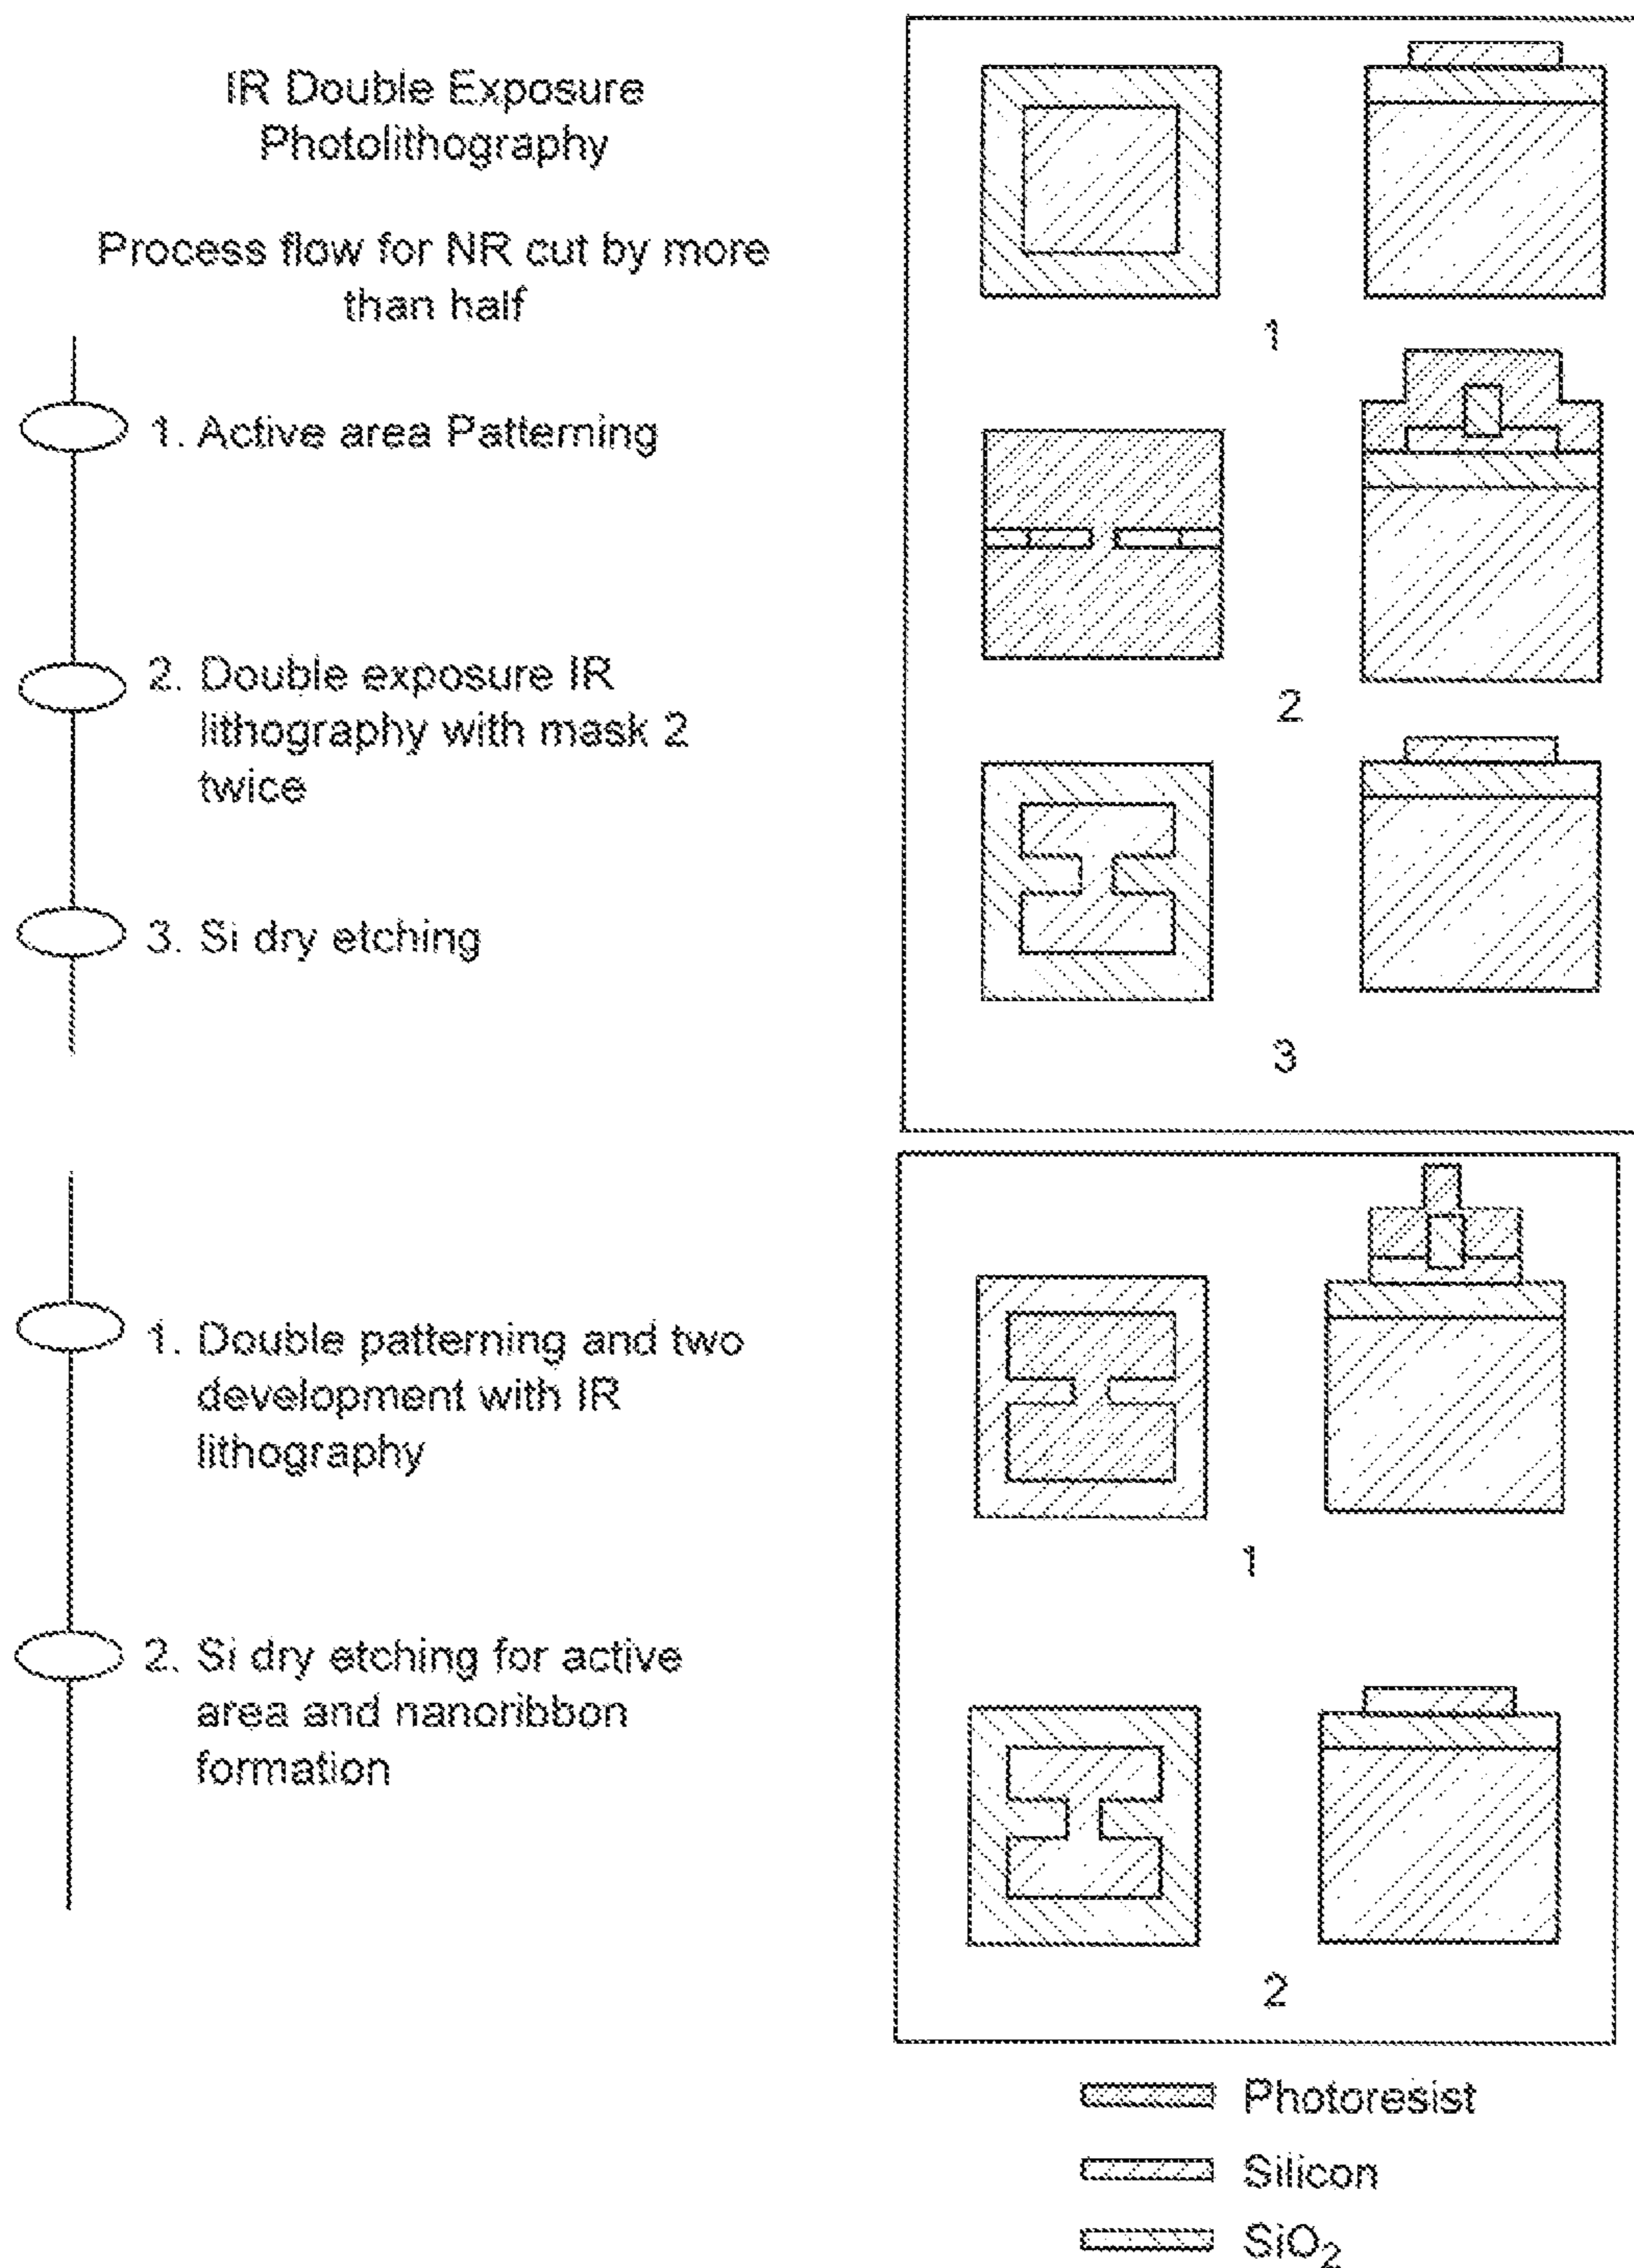 IR Double Exposure
Photolithography
Process flow for NR cut by more
than half
1. Active area Patterning
2. Double exposure IR
lithography with mask 2
twice
3. Si dry etching
1
2
3
1. Double patterning and two
development with IR
lithography
2. Si dry etching for active
area and nanoribbon
formation
1
2
Photoresist
Silicon
SiO₂